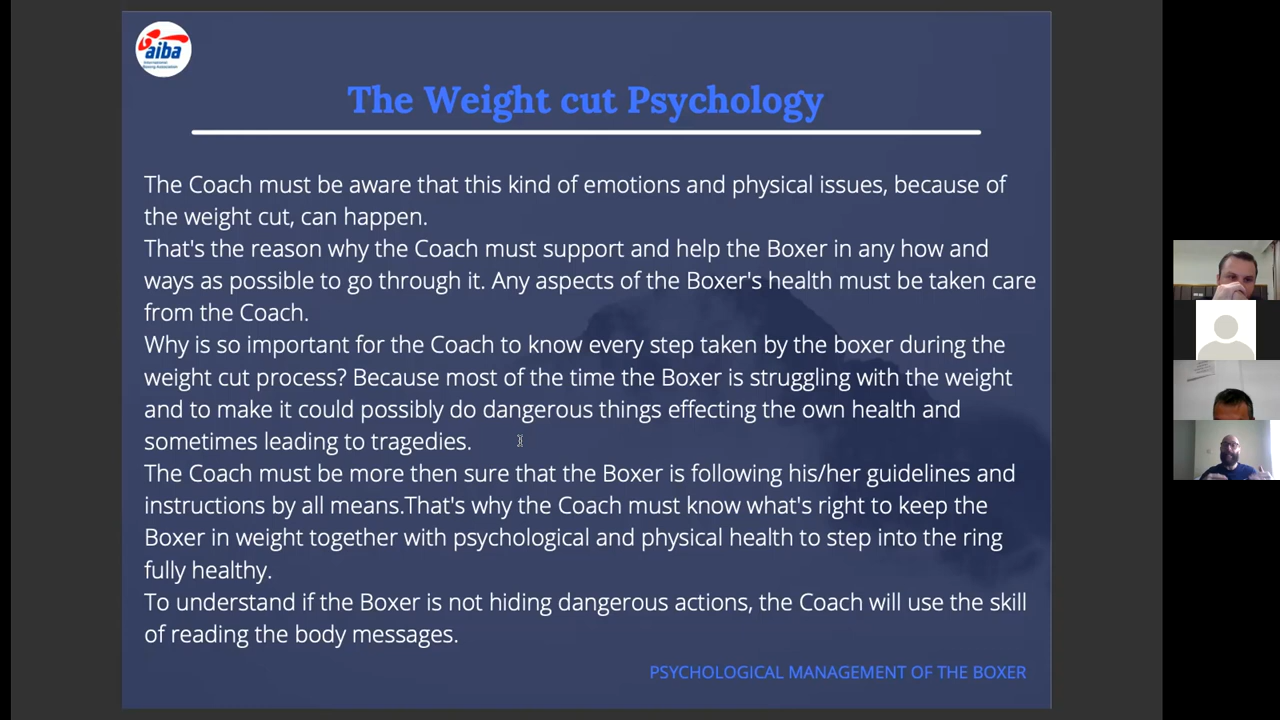 aiba
International
Boxing Association
The Weight cut Psychology
The Coach must be aware that this kind of emotions and physical issues, because of
the weight cut, can happen.
That's the reason why the Coach must support and help the Boxer in any how and
ways as possible to go through it. Any aspects of the Boxer's health must be taken care
from the Coach.
Why is so important for the Coach to know every step taken by the boxer during the
weight cut process? Because most of the time the Boxer is struggling with the weight
and to make it could possibly do dangerous things effecting the own health and
sometimes leading to tragedies.
The Coach must be more then sure that the Boxer is following his/her guidelines and
instructions by all means.That's why the Coach must know what's right to keep the
Boxer in weight together with psychological and physical health to step into the ring
fully healthy.
To understand if the Boxer is not hiding dangerous actions, the Coach will use the skill
of reading the body messages.
PSYCHOLOGICAL MANAGEMENT OF THE BOXER